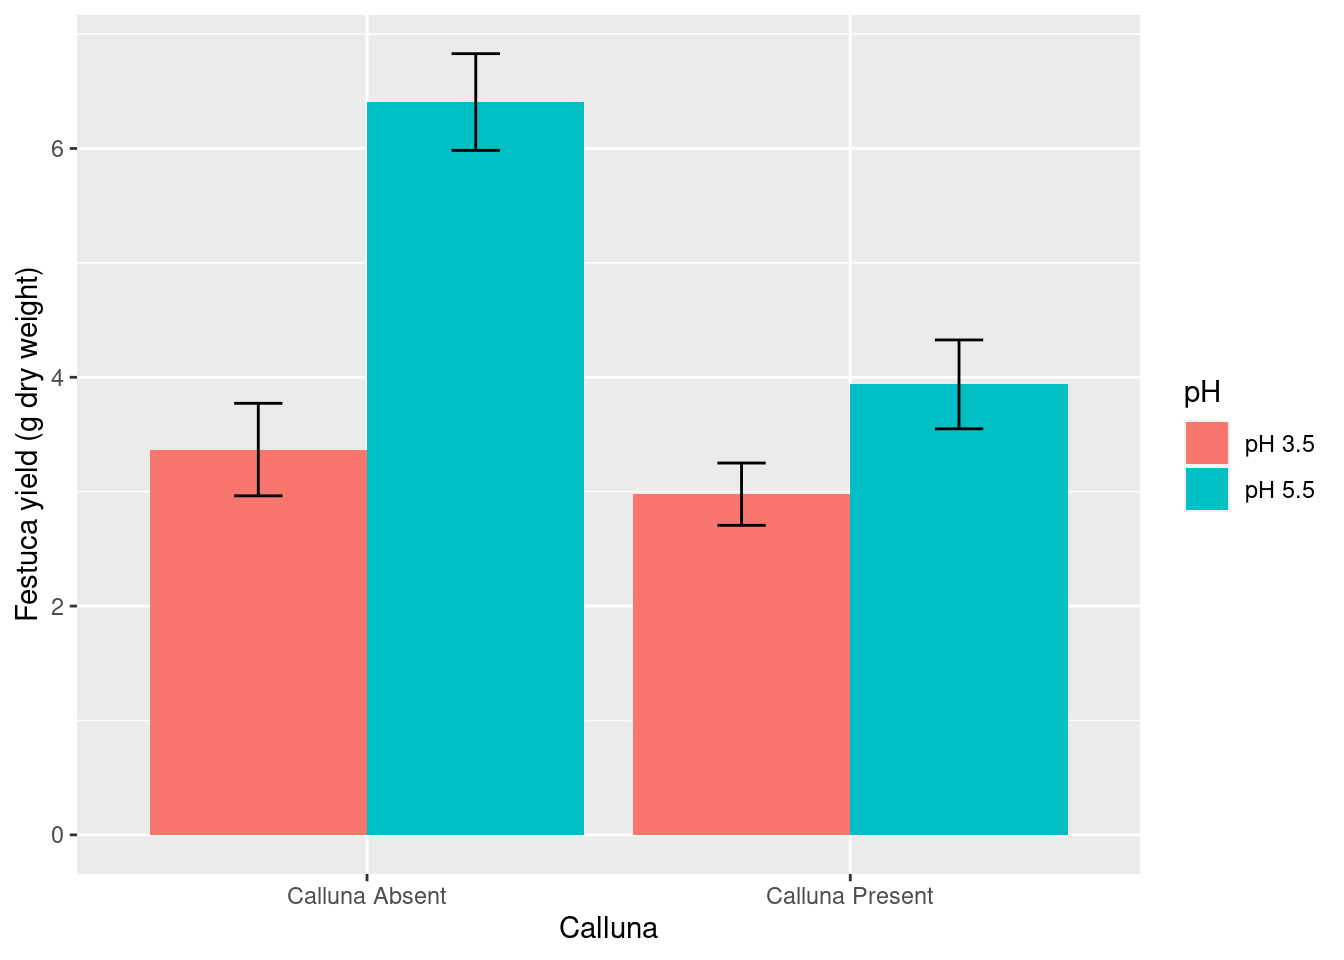 Festuca yield (g dry weight)
6
4
2
0
Calluna Absent
Calluna Present
Calluna
pH
pH 3.5
pH 5.5